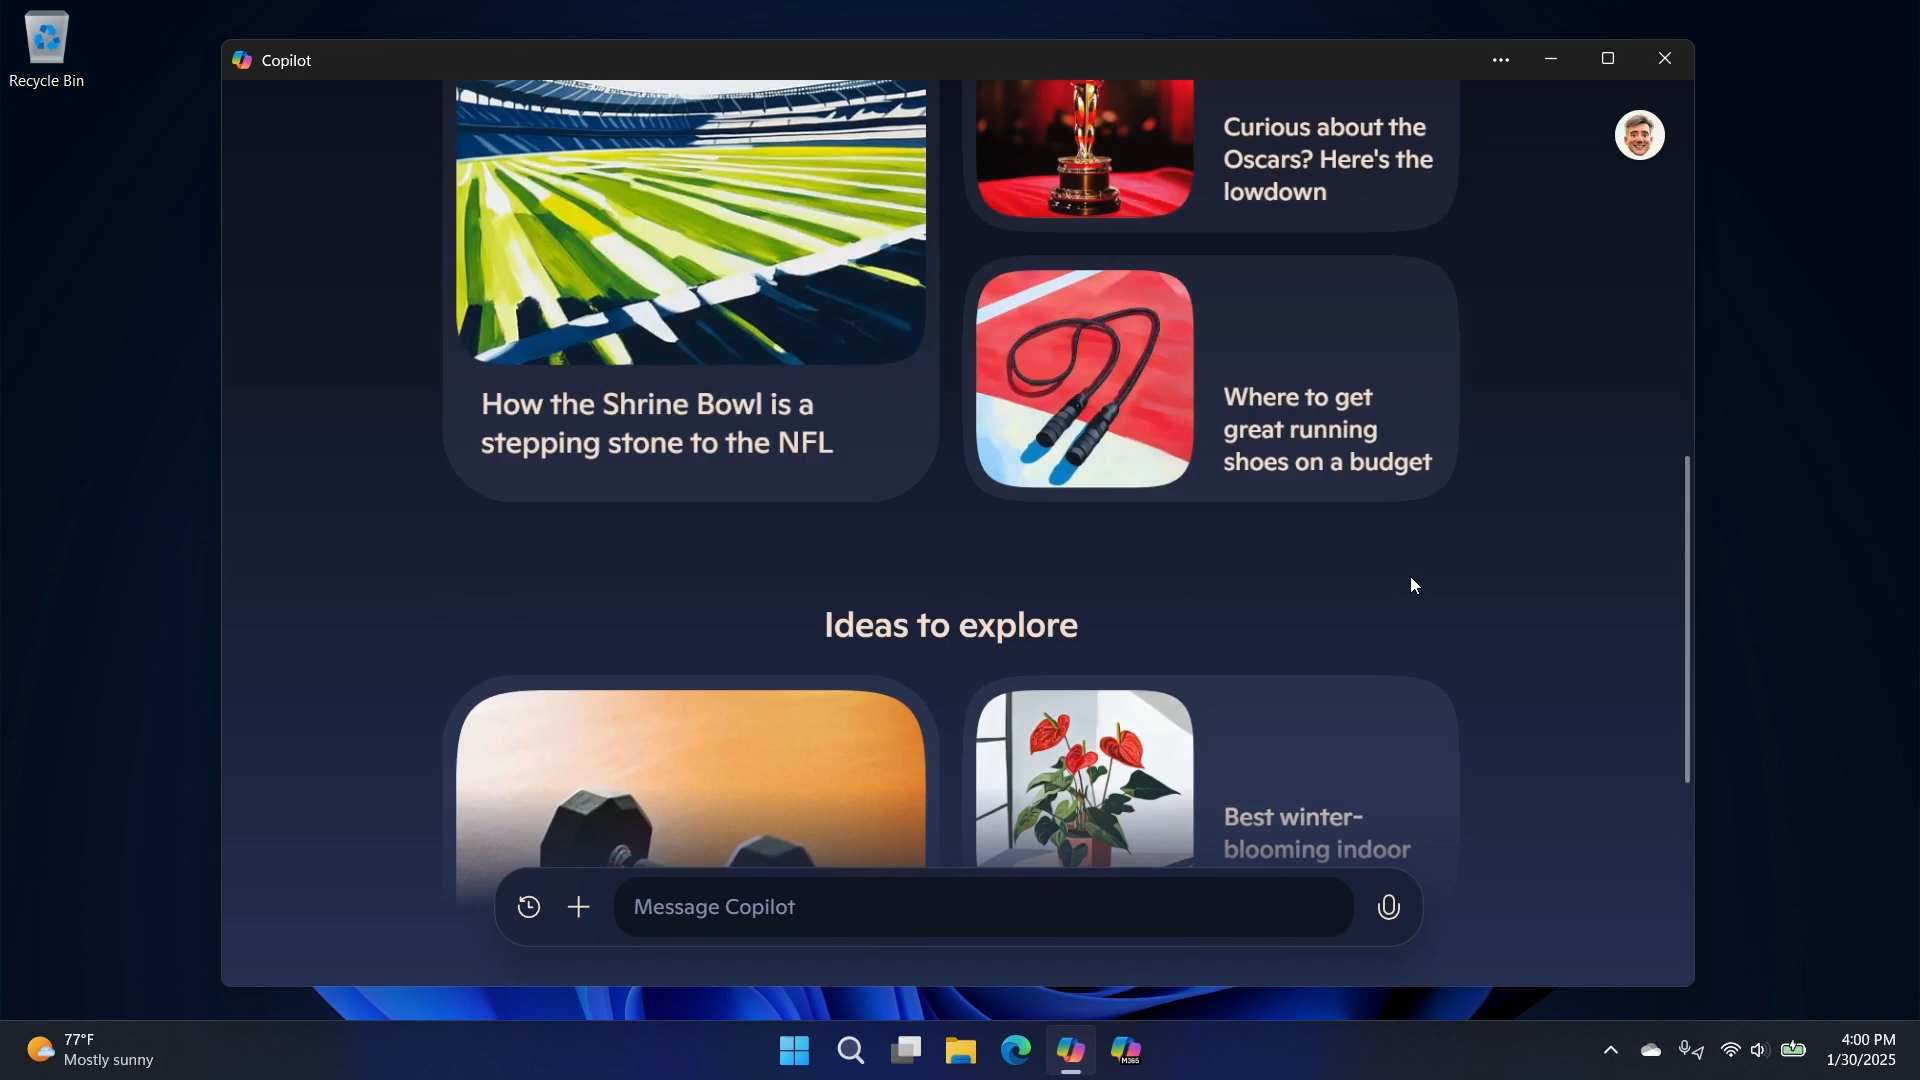 Recycle Bin
Copilot
Curious about the
Oscars? Here's the
lowdown
How the Shrine Bowl is a
stepping stone to the NFL
Where to get
great running
shoes on a budget
Ideas to explore
Best winter-
blooming indoor
Message Copilot
77°F
Mostly sunny
M365
4:00 PM
1/30/2025